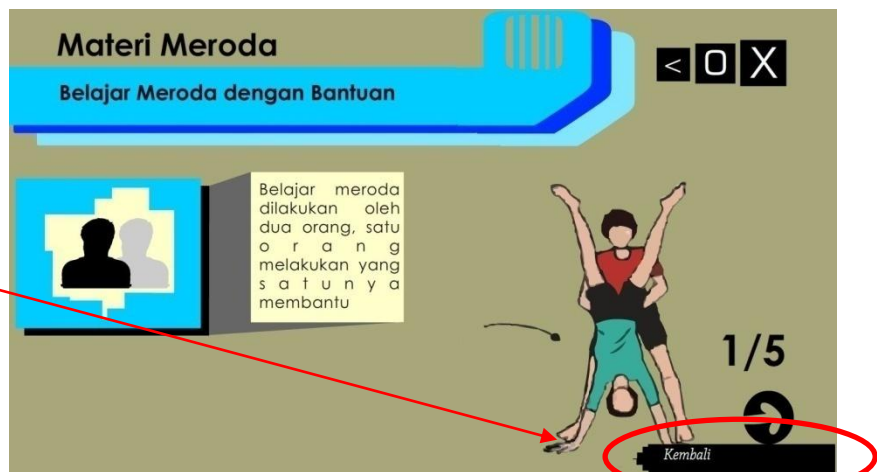 Materi Meroda
< O X
Belajar Meroda dengan Bantuan
Belajar meroda
dilakukan oleh
dua orang, satu
o r a n g
melakukan yang
s a t u n y a
membantu
1/5
Kembali